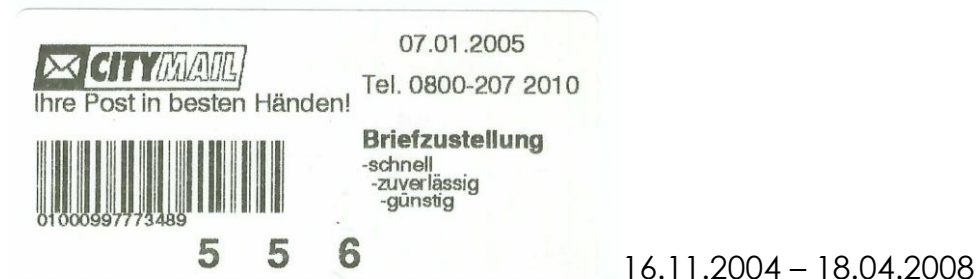 CITYMAIL
Ihre Post in besten Händen!
07.01.2005
Tel. 0800-207 2010
Briefzustellung
-schnell
-zuverlässig
-günstig
01000997773489
5 5 6
16.11.2004 – 18.04.2008